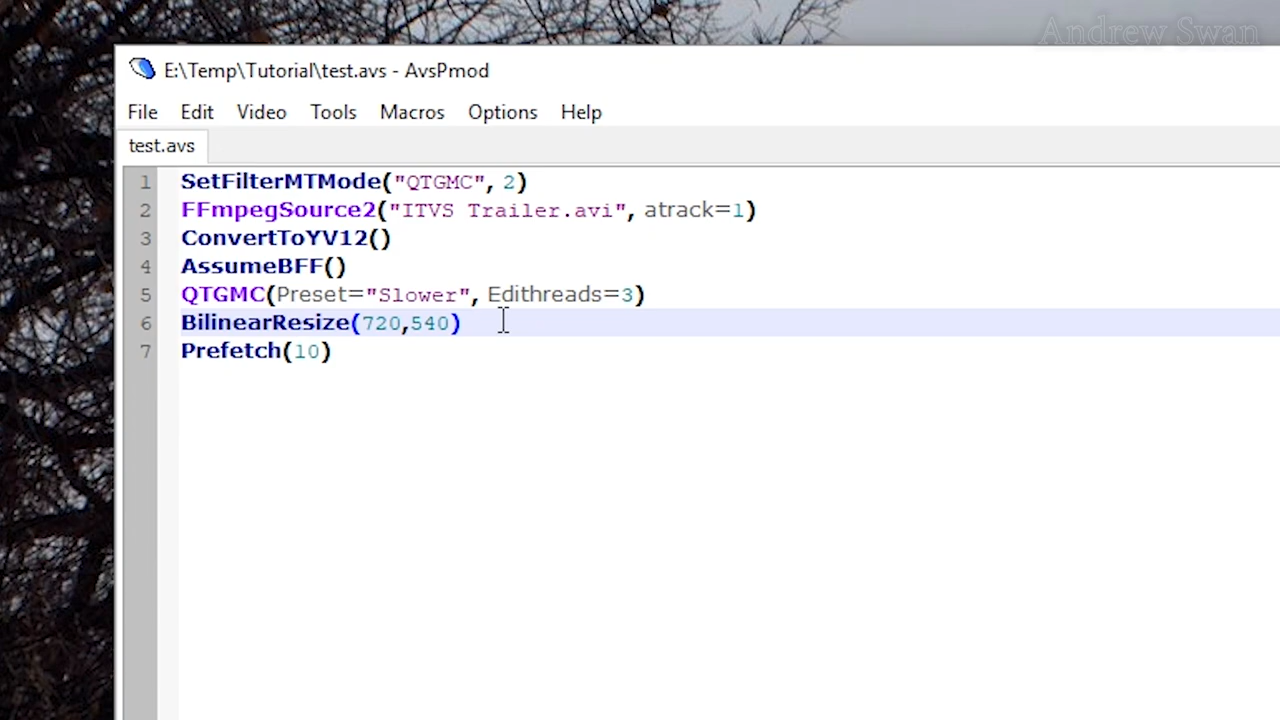 Andrew Swan
E:\Temp\Tutorial\test.avs - AvsPmod
File Edit Video Tools Macros Options Help
test.avs
1 SetFilterMTMode("QTGMC", 2)
2 FFmpegSource2("ITVS Trailer.avi", atrack=1)
3 ConvertToYV12()
4 AssumeBFF()
5 QTGMC(Preset="Slower", Edithreads=3)
6 BilinearResize(720,540)
7 Prefetch(10)